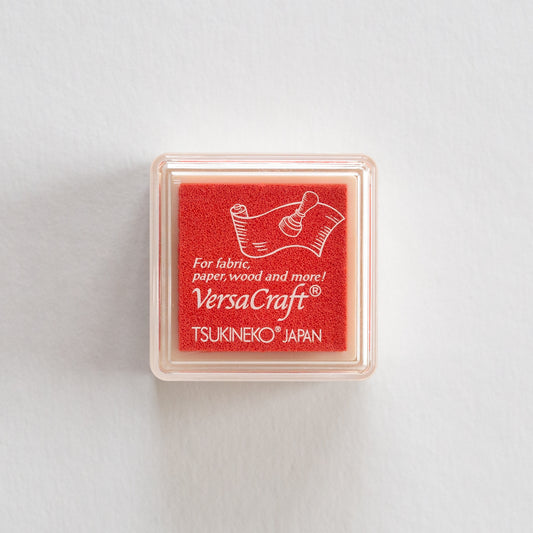 For fabric,
paper, wood and more!
VersaCraft®
TSUKINEKO® JAPAN